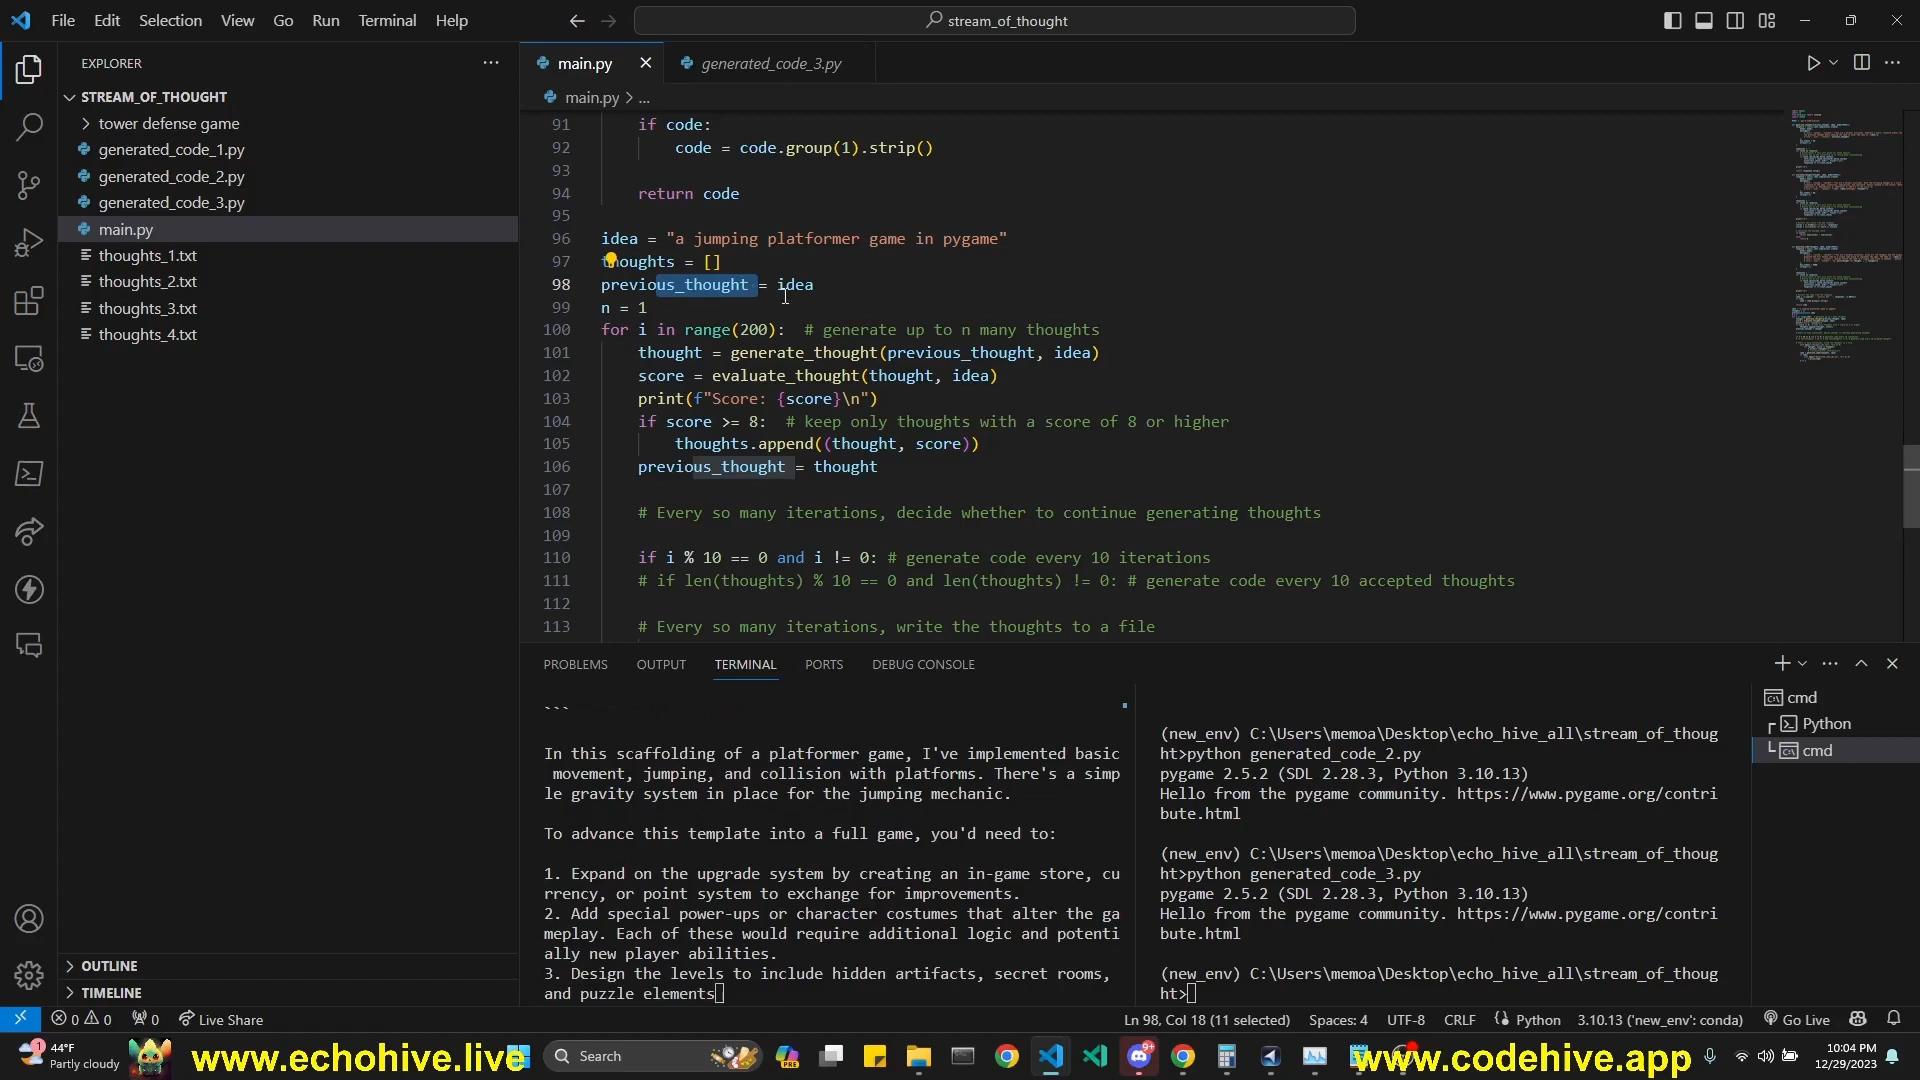 File Edit Selection View Go Run Terminal Help
stream_of_thought
EXPLORER
STREAM_OF_THOUGHT
tower defense game
generated_code_1.py
generated_code_2.py
generated_code_3.py
main.py
thoughts_1.txt
thoughts_2.txt
thoughts_3.txt
thoughts_4.txt
OUTLINE
TIMELINE
main.py
generated_code_3.py
main.py > ...
91 if code:
92 code = code.group(1).strip()
93
94 return code
95
96 idea = "a jumping platformer game in pygame"
97 thoughts = []
98 previous_thought = idea
99 n = 1
100 for i in range(200): # generate up to n many thoughts
101 thought = generate_thought(previous_thought, idea)
102 score = evaluate_thought(thought, idea)
103 print(f"Score: {score}\n")
104 if score >= 8: # keep only thoughts with a score of 8 or higher
105 thoughts.append((thought, score))
106 previous_thought = thought
107
108 # Every so many iterations, decide whether to continue generating thoughts
109
110 if i % 10 == 0 and i != 0: # generate code every 10 iterations
111 # if len(thoughts) % 10 == 0 and len(thoughts) != 0: # generate code every 10 accepted thoughts
112
113 # Every so many iterations, write the thoughts to a file
PROBLEMS OUTPUT TERMINAL PORTS DEBUG CONSOLE
```
In this scaffolding of a platformer game, I've implemented basic
movement, jumping, and collision with platforms. There's a simp
le gravity system in place for the jumping mechanic.
To advance this template into a full game, you'd need to:
1. Expand on the upgrade system by creating an in-game store, cu
rrency, or point system to exchange for improvements.
2. Add special power-ups or character costumes that alter the ga
meplay. Each of these would require additional logic and potenti
ally new player abilities.
3. Design the levels to include hidden artifacts, secret rooms,
and puzzle elements
(new_env) C:\Users\memoa\Desktop\echo_hive_all\stream_of_thoug
ht>python generated_code_2.py
pygame 2.5.2 (SDL 2.28.3, Python 3.10.13)
Hello from the pygame community. https://www.pygame.org/contri
bute.html
(new_env) C:\Users\memoa\Desktop\echo_hive_all\stream_of_thoug
ht>python generated_code_3.py
pygame 2.5.2 (SDL 2.28.3, Python 3.10.13)
Hello from the pygame community. https://www.pygame.org/contri
bute.html
(new_env) C:\Users\memoa\Desktop\echo_hive_all\stream_of_thoug
ht>
cmd
Python
cmd
0 0 0 Live Share
Ln 98, Col 18 (11 selected) Spaces: 4 UTF-8 CRLF Python 3.10.13 ('new_env': conda) Go Live
1 44°F
Partly cloudy
www.echohive.live
Search
PRE
9+
www.codehive.app
10:04 PM
12/29/2023